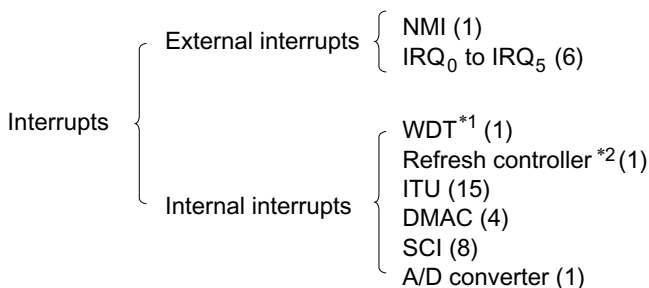 NMI (1)
External interrupts
IRQ0 to IRQ5 (6)
Interrupts
WDT*1 (1)
Refresh controller*2 (1)
ITU (15)
Internal interrupts
DMAC (4)
SCI (8)
A/D converter (1)